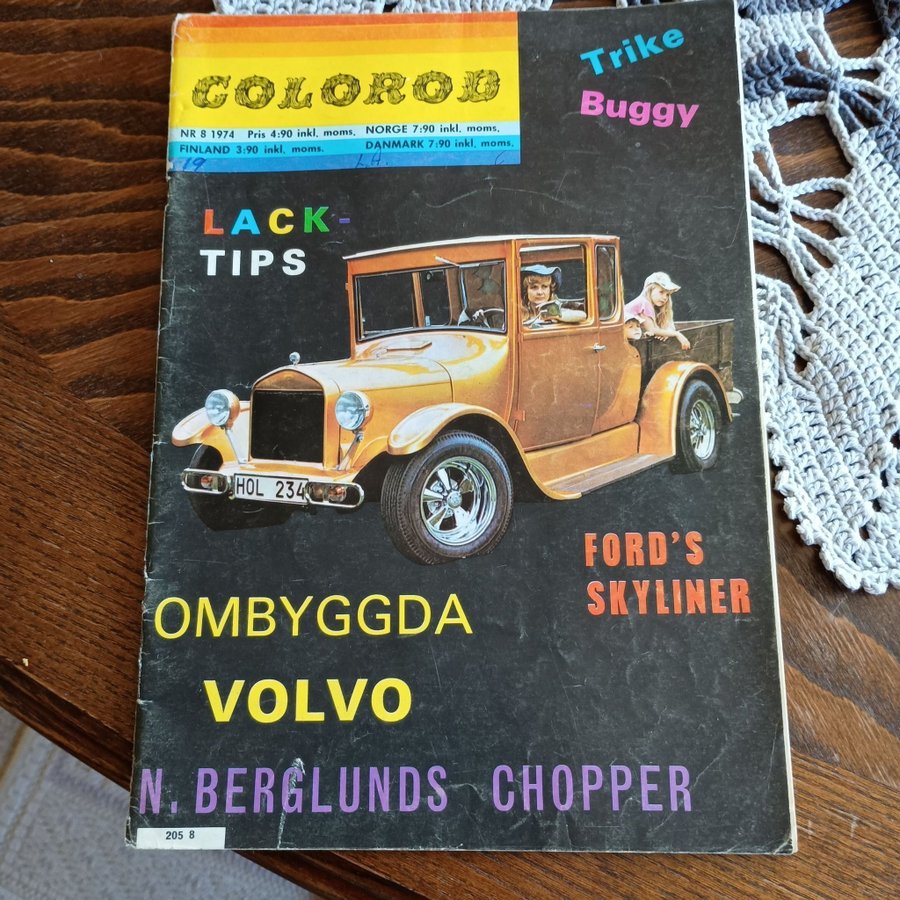 COLOROD
NR 8 1974 Pris 4:90 inkl. moms. NORGE 7:90 inkl. moms.
FINLAND 3:90 inkl. moms. DANMARK 7:90 inkl. moms.
19
Trike
Buggy
LACK-
TIPS
HOL 234
FORD'S
SKYLINER
OMBYGGDA
VOLVO
N. BERGLUNDS CHOPPER
205 8